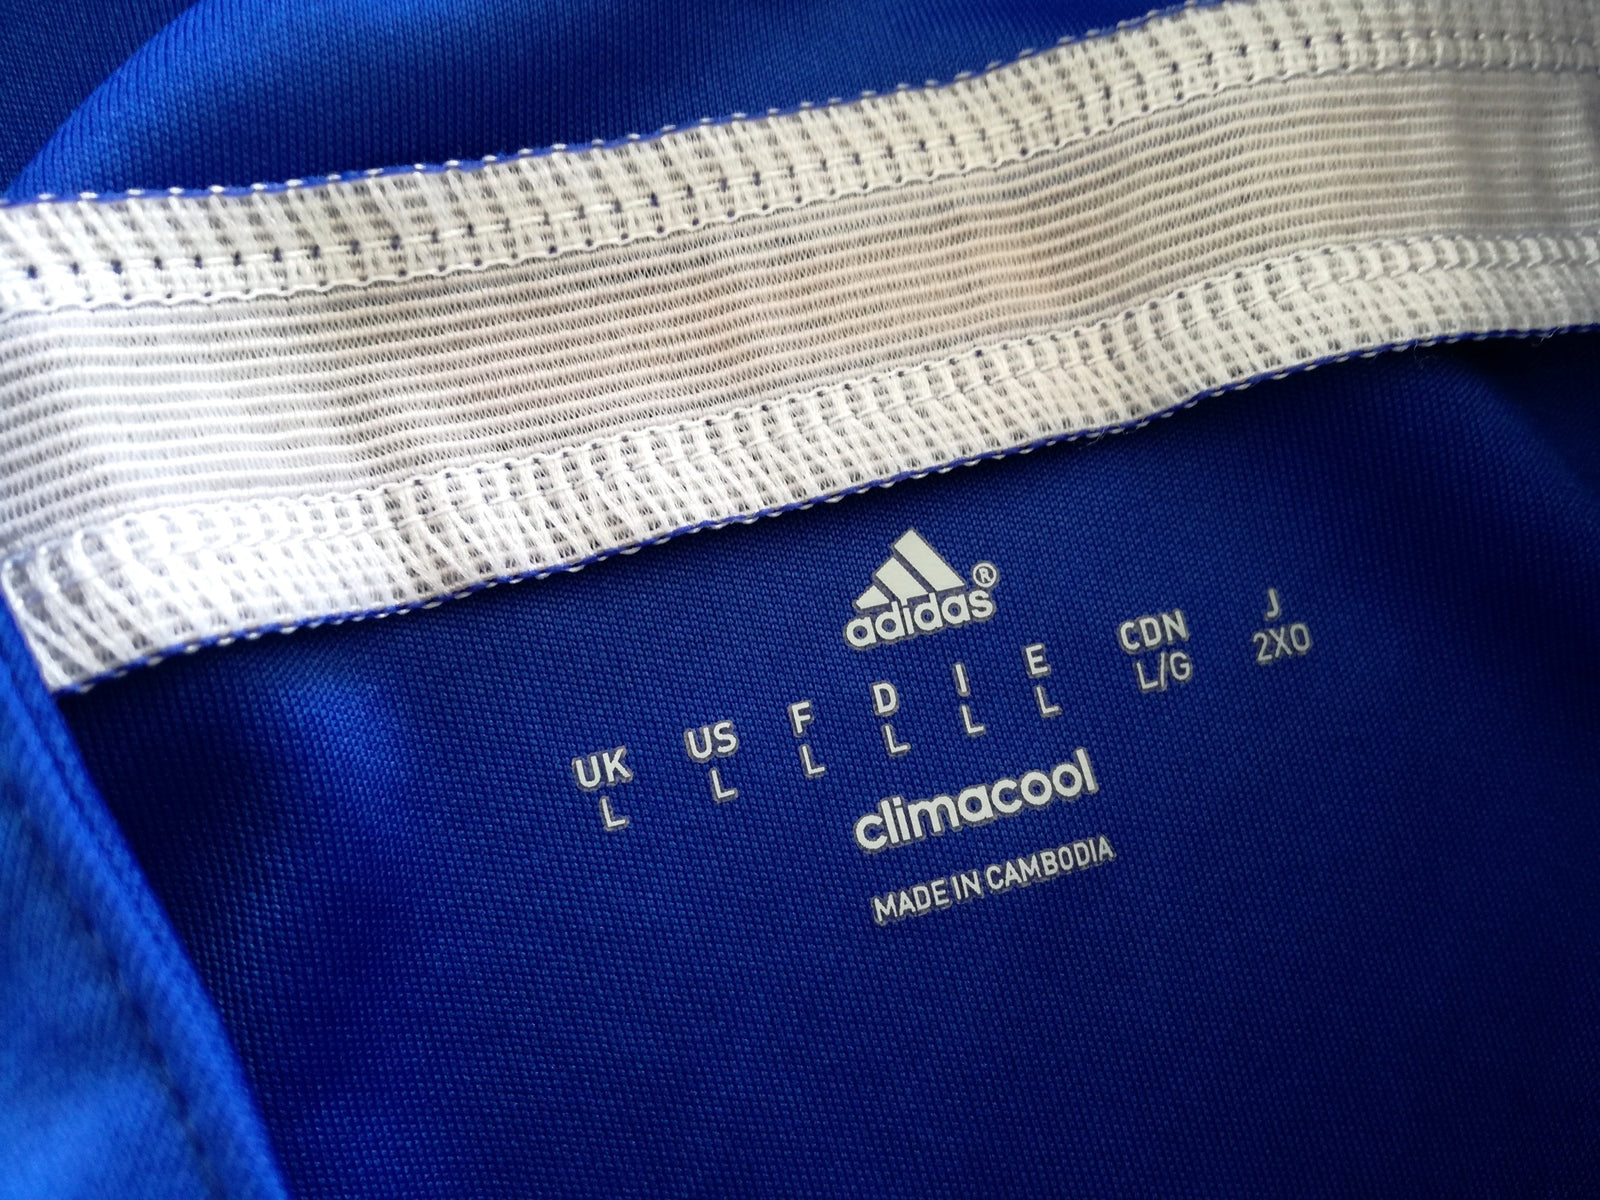 adidas®
UK US F D I E CDN J
L L L L L L L/G 2XO
climacool
MADE IN CAMBODIA